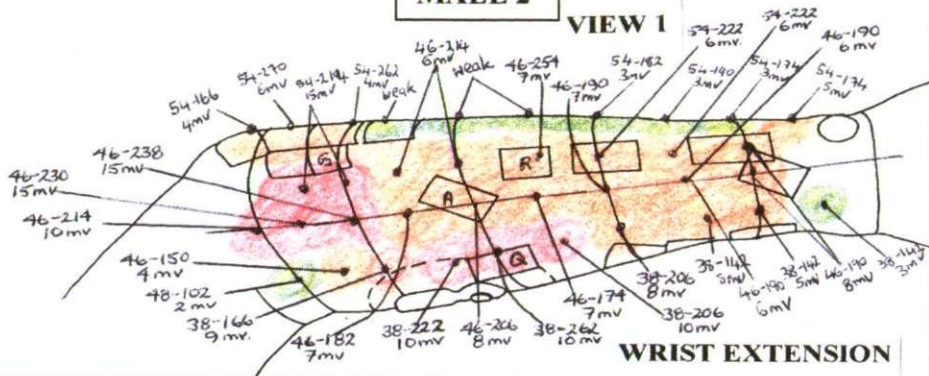 MALE 2
VIEW 1
54-166
4mv
54-270
6mv
54-214
15mv
54-262
4mv
weak
46-214
6mv
weak
46-254
7mv
46-190
7mv
54-182
3mv
54-222
6mv.
54-190
3mv
54-222
6mv
54-174
3mv
46-190
6mv
54-174
5mv
46-238
15mv
46-230
15mv
46-214
10mv
46-150
4mv
48-102
2mv
38-166
9mv.
46-182
7mv
38-222
10mv
46-206
8mv
38-262
10mv
46-174
7mv
38-206
8mv
38-206
10mv
38-142
5mv
46-190
6mv
38-142
5mv
46-190
8mv
3mv
G
A
R
Q
WRIST EXTENSION